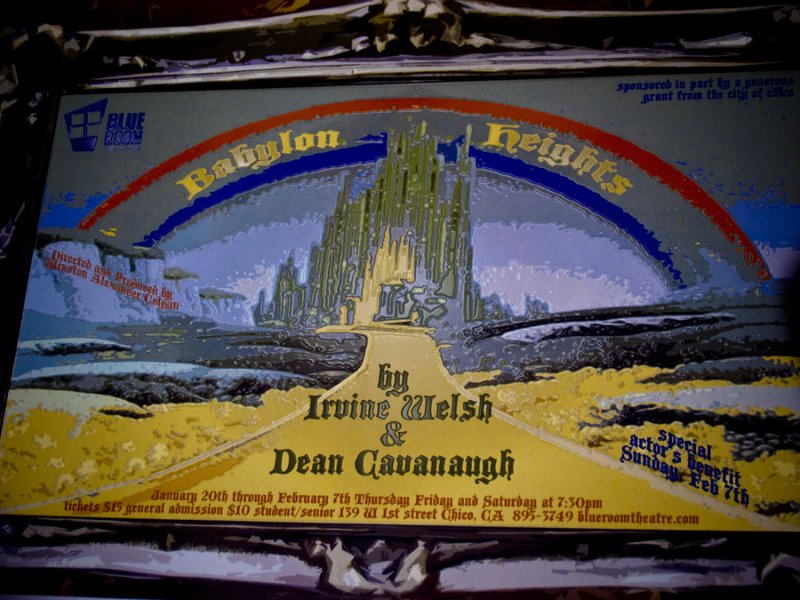 sponsored in part by a generous
grant from the city of chico
BLUE
ROOM
Babylon Heights
Directed and Produced by
Winston Alexander Colgan
by
Irvine Welsh
&
Dean Cavanaugh
special
actor's benefit
Sunday, Feb 7th
January 20th through February 7th Thursday Friday and Saturday at 7:30pm
tickets $15 general admission $10 student/senior 139 W 1st street Chico, CA 895-3749 blueroomtheatre.com